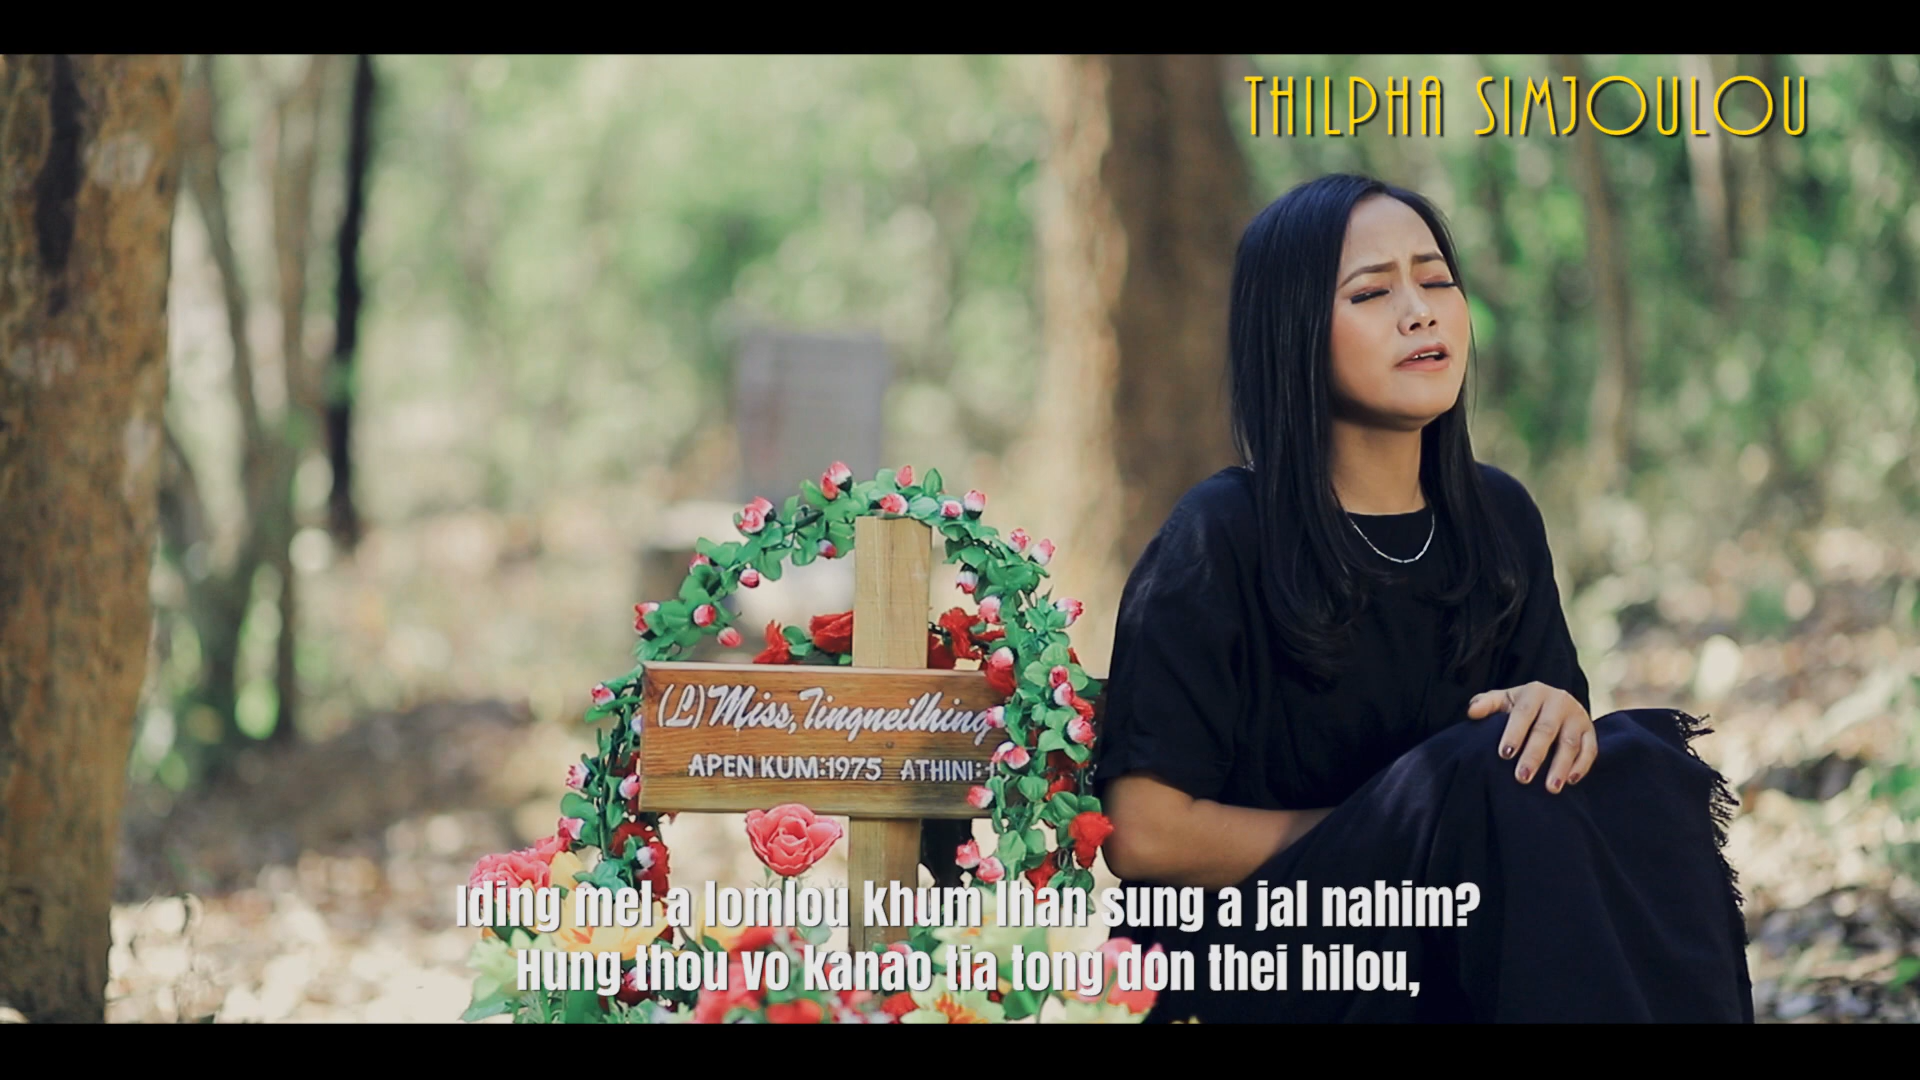 THILPHA SIMJOULOU
(L) Miss, Tingneilhing
APEN KUM:1975 ATHINI:1
Iding mel a lomlou khum lhan sung a jal nahim?
Hung thou vo kanao tia tong don thei hilou,